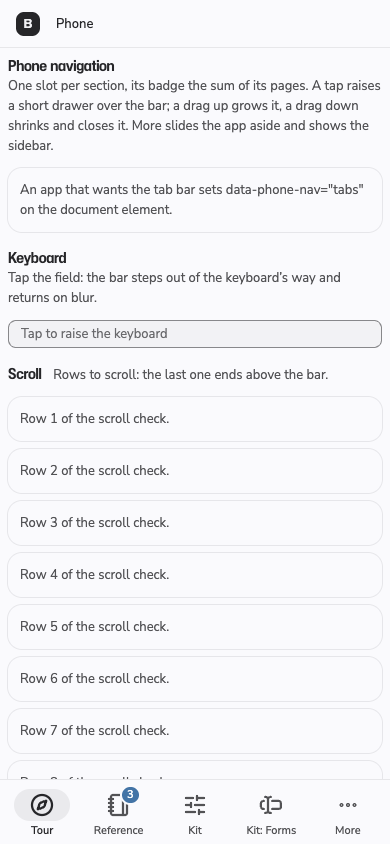 B Phone
Phone navigation
One slot per section, its badge the sum of its pages. A tap raises
a short drawer over the bar; a drag up grows it, a drag down
shrinks and closes it. More slides the app aside and shows the
sidebar.
An app that wants the tab bar sets data-phone-nav="tabs"
on the document element.
Keyboard
Tap the field: the bar steps out of the keyboard's way and
returns on blur.
Tap to raise the keyboard
Scroll Rows to scroll: the last one ends above the bar.
Row 1 of the scroll check.
Row 2 of the scroll check.
Row 3 of the scroll check.
Row 4 of the scroll check.
Row 5 of the scroll check.
Row 6 of the scroll check.
Row 7 of the scroll check.
3
Tour Reference Kit Kit: Forms More